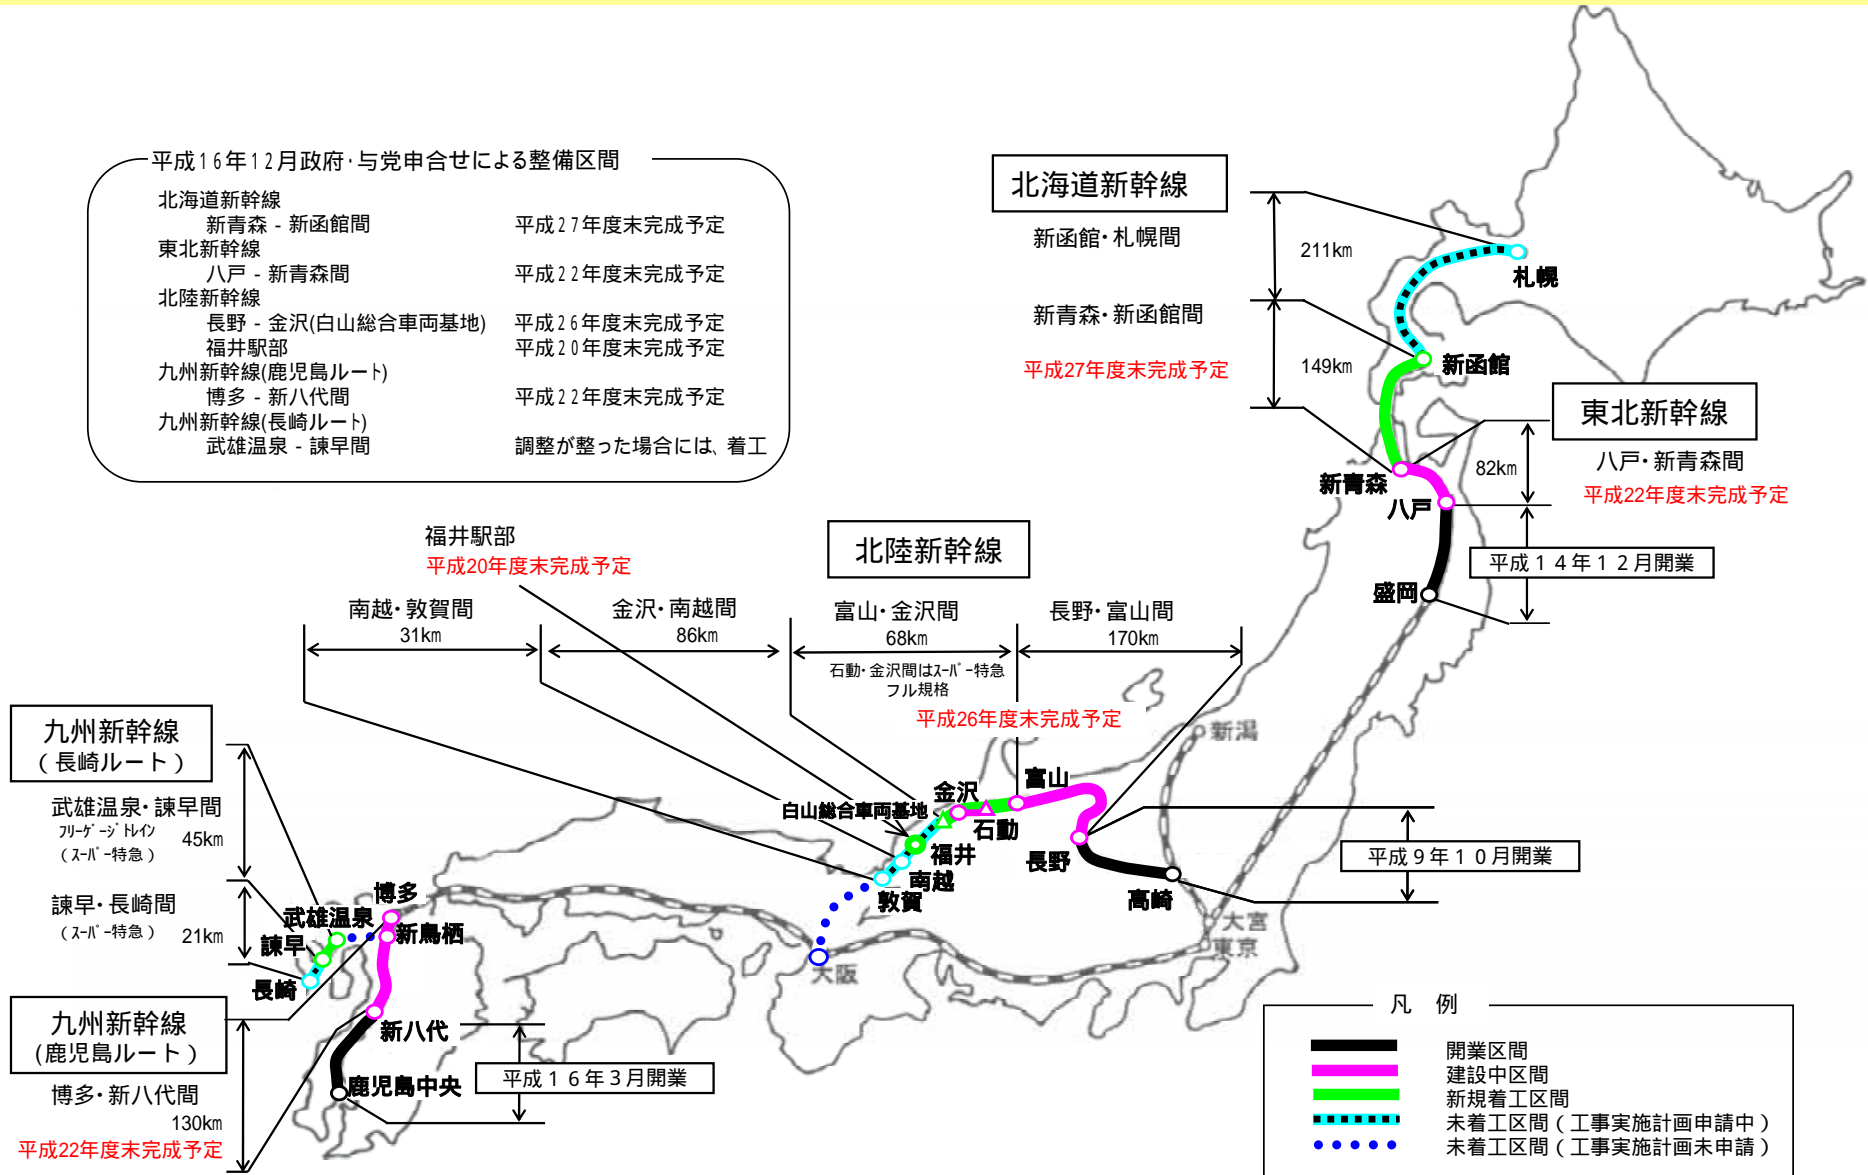 平成16年12月政府・与党申合せによる整備区間
北海道新幹線
新青森 - 新函館間 平成27年度末完成予定
東北新幹線
八戸 - 新青森間 平成22年度末完成予定
北陸新幹線
長野 - 金沢(白山総合車両基地) 平成26年度末完成予定
福井駅部 平成20年度末完成予定
九州新幹線(鹿児島ルート)
博多 - 新八代間 平成22年度末完成予定
九州新幹線(長崎ルート)
武雄温泉 - 諫早間 調整が整った場合には、着工
北海道新幹線
新函館・札幌間
211km
新青森・新函館間
平成27年度末完成予定
149km
札幌
新函館
東北新幹線
八戸・新青森間
82km
平成22年度末完成予定
新青森
八戸
平成14年12月開業
盛岡
福井駅部
平成20年度末完成予定
北陸新幹線
南越・敦賀間
31km
金沢・南越間
86km
富山・金沢間
68km
石動・金沢間はスーパー特急
フル規格
平成26年度末完成予定
長野・富山間
170km
新潟
富山
金沢
白山総合車両基地
石動
福井
南越
敦賀
長野
高崎
平成9年10月開業
大宮
東京
大阪
九州新幹線
(長崎ルート)
武雄温泉・諫早間
フリーゲージトレイン
(スーパー特急)
45km
諫早・長崎間
(スーパー特急)
21km
博多
武雄温泉
新鳥栖
諫早
長崎
九州新幹線
(鹿児島ルート)
博多・新八代間
130km
平成22年度末完成予定
新八代
鹿児島中央
平成16年3月開業
凡 例
開業区間
建設中区間
新規着工区間
未着工区間(工事実施計画申請中)
未着工区間(工事実施計画未申請)